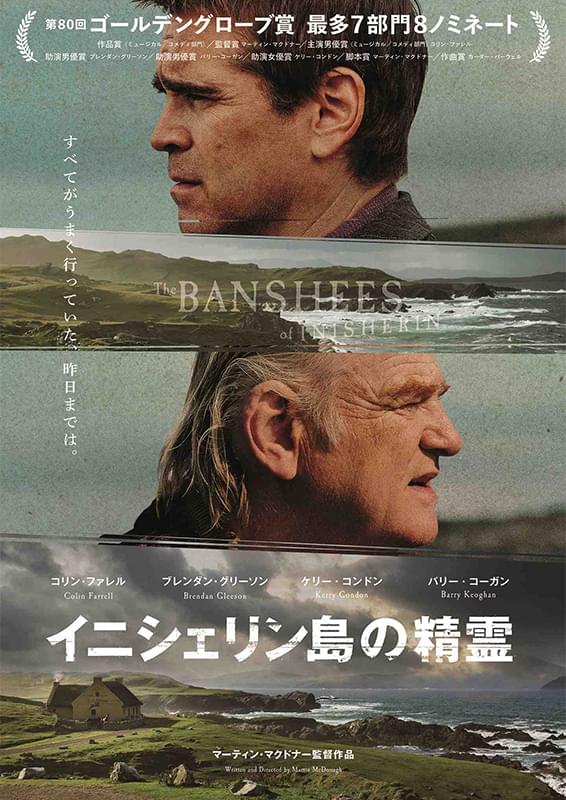 第80回 ゴールデングローブ賞 最多7部門8ノミネート
作品賞(ミュージカル/コメディ部門)/監督賞 マーティン・マクドナー/主演男優賞(ミュージカル/コメディ部門) コリン・ファレル
助演男優賞 ブレンダン・グリーソン/助演男優賞 バリー・コーガン/助演女優賞 ケリー・コンドン/脚本賞 マーティン・マクドナー/作曲賞 カーター・バーウェル
すべてがうまく行っていた、昨日までは。
The BANSHEES
of INISHERIN
コリン・ファレル ブレンダン・グリーソン ケリー・コンドン バリー・コーガン
Colin Farrell Brendan Gleeson Kerry Condon Barry Keoghan
イニシェリン島の精霊
マーティン・マクドナー監督作品
Written and Directed by Martin McDonagh